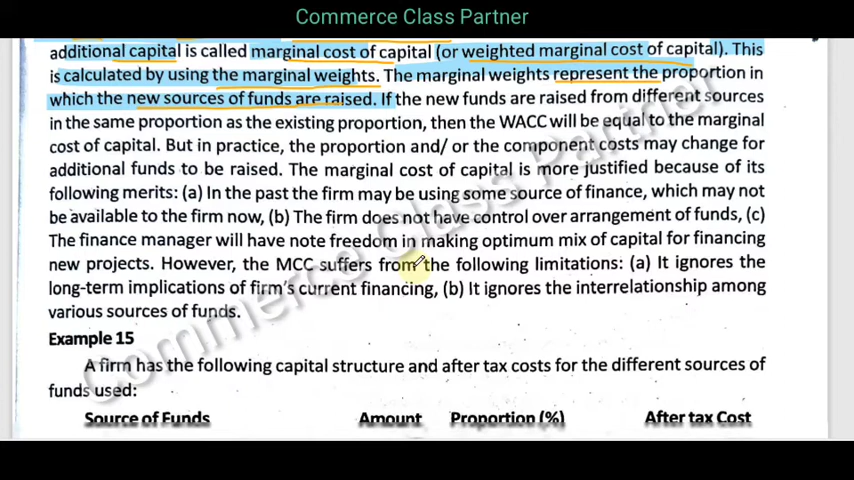 Commerce Class Partner
additional capital is called marginal cost of capital (or weighted marginal cost of capital). This
is calculated by using the marginal weights. The marginal weights represent the proportion in
which the new sources of funds are raised. If the new funds are raised from different sources
in the same proportion as the existing proportion, then the WACC will be equal to the marginal
cost of capital. But in practice, the proportion and/ or the component costs may change for
additional funds to be raised. The marginal cost of capital is more justified because of its
following merits: (a) In the past the firm may be using some source of finance, which may not
be available to the firm now, (b) The firm does not have control over arrangement of funds, (c)
The finance manager will have note freedom in making optimum mix of capital for financing
new projects. However, the MCC suffers from the following limitations: (a) It ignores the
long-term implications of firm's current financing, (b) It ignores the interrelationship among
various sources of funds.
Example 15
A firm has the following capital structure and after tax costs for the different sources of
funds used:
Source of Funds Amount Proportion (%) After tax Cost
Commerce Class Partner